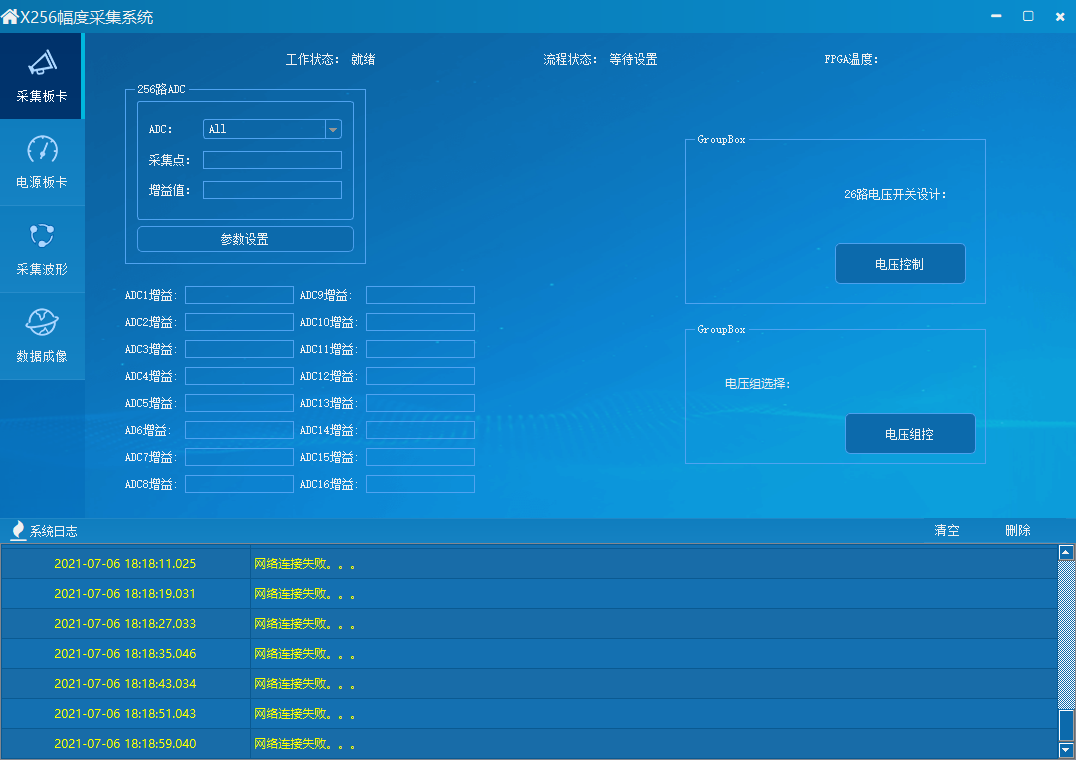 X256幅度采集系统
采集板卡
电源板卡
采集波形
数据成像
工作状态： 就绪 流程状态： 等待设置 FPGA温度：
256路ADC
ADC： All
采集点：
增益值：
参数设置
ADC1增益： ADC9增益：
ADC2增益： ADC10增益：
ADC3增益： ADC11增益：
ADC4增益： ADC12增益：
ADC5增益： ADC13增益：
AD6增益： ADC14增益：
ADC7增益： ADC15增益：
ADC8增益： ADC16增益：
GroupBox
26路电压开关设计：
电压控制
GroupBox
电压组选择：
电压组控
系统日志 清空 删除
2021-07-06 18:18:11.025 网络连接失败。。。
2021-07-06 18:18:19.031 网络连接失败。。。
2021-07-06 18:18:27.033 网络连接失败。。。
2021-07-06 18:18:35.046 网络连接失败。。。
2021-07-06 18:18:43.034 网络连接失败。。。
2021-07-06 18:18:51.043 网络连接失败。。。
2021-07-06 18:18:59.040 网络连接失败。。。